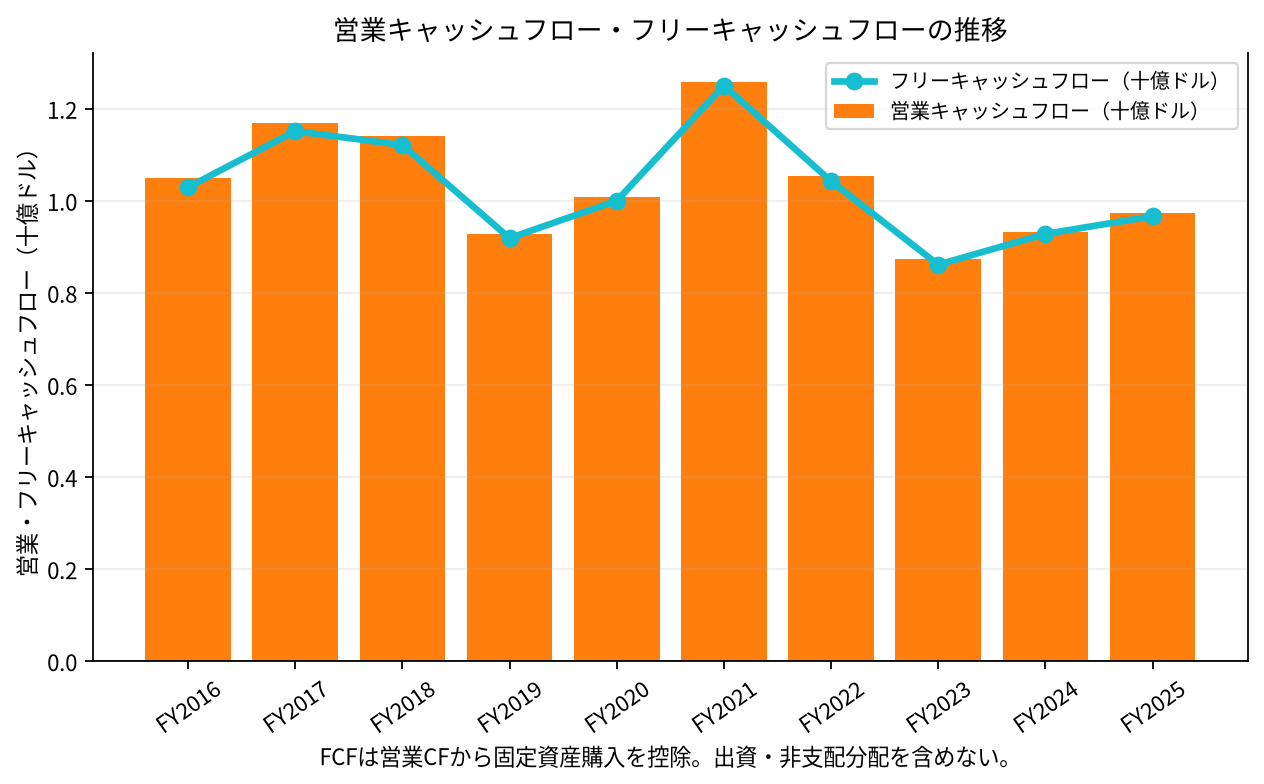 営業キャッシュフロー・フリーキャッシュフローの推移
フリーキャッシュフロー（十億ドル）
営業キャッシュフロー（十億ドル）
営業・フリーキャッシュフロー（十億ドル）
1.2
1.0
0.8
0.6
0.4
0.2
0.0
FY2016
FY2017
FY2018
FY2019
FY2020
FY2021
FY2022
FY2023
FY2024
FY2025
FCFは営業CFから固定資産購入を控除。出資・非支配分配を含めない。